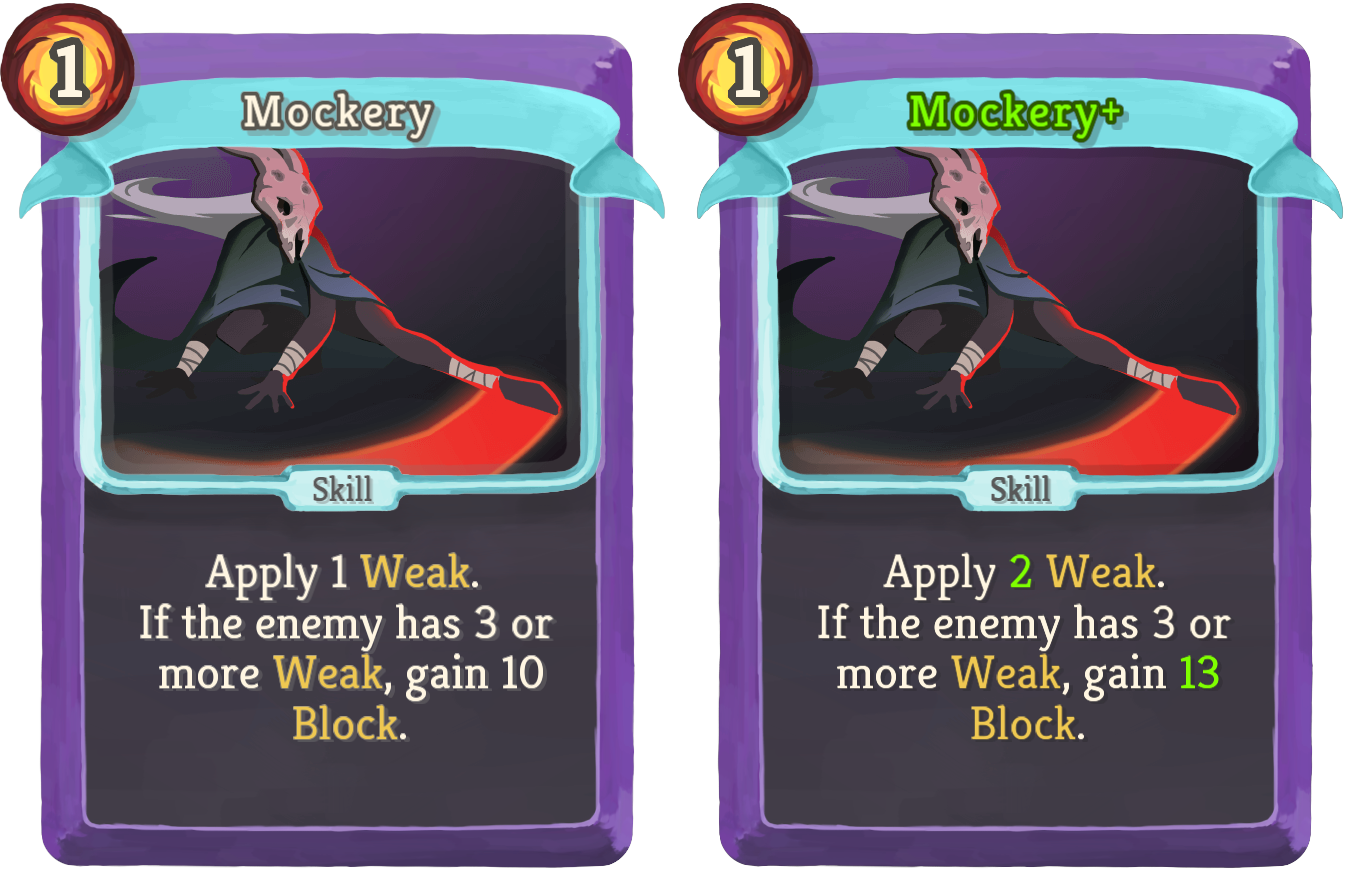 1
Mockery
Skill
Apply 1 Weak.
If the enemy has 3 or
more Weak, gain 10
Block.
1
Mockery+
Skill
Apply 2 Weak.
If the enemy has 3 or
more Weak, gain 13
Block.